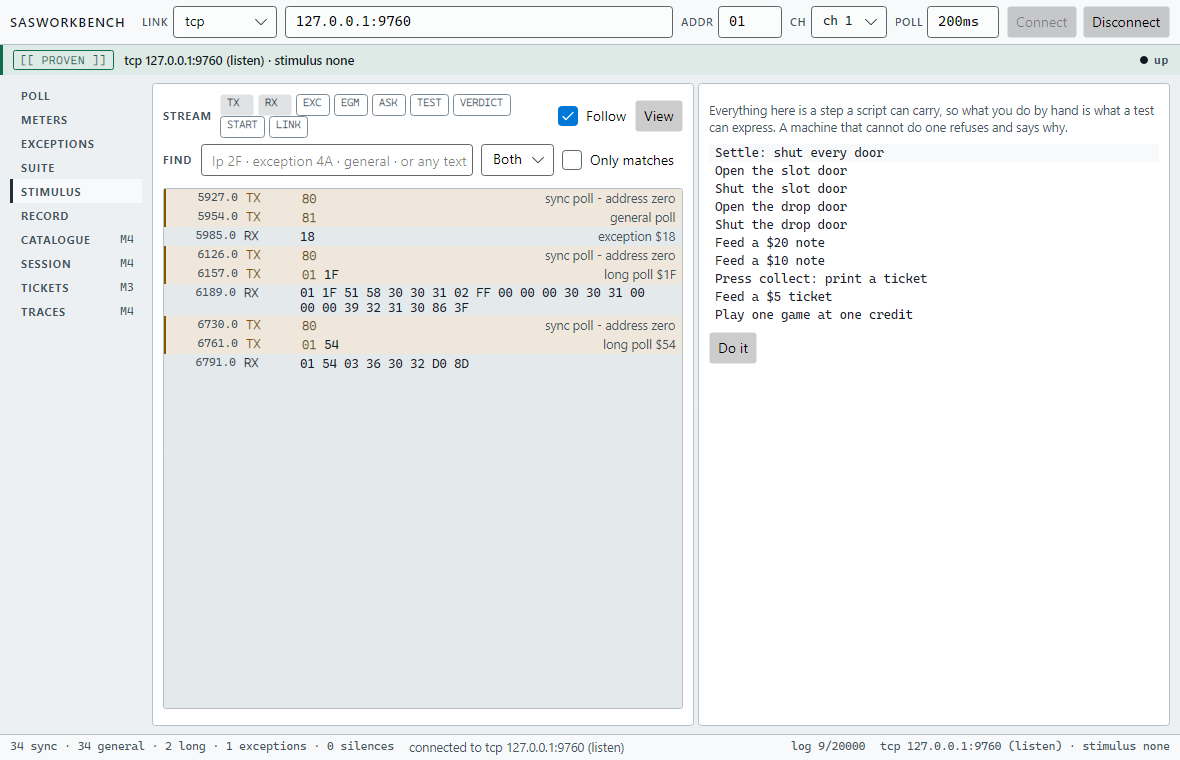 SASWORKBENCH LINK tcp 127.0.0.1:9760 ADDR 01 CH ch 1 POLL 200ms Connect Disconnect
[[ PROVEN ]] tcp 127.0.0.1:9760 (listen) · stimulus none ● up
POLL
METERS
EXCEPTIONS
SUITE
STIMULUS
RECORD
CATALOGUE M4
SESSION M4
TICKETS M3
TRACES M4
STREAM TX RX EXC EGM ASK TEST VERDICT
START LINK
Follow View
FIND lp 2F · exception 4A · general · or any text Both Only matches
5927.0 TX 80 sync poll - address zero
5954.0 TX 81 general poll
5985.0 RX 18 exception $18
6126.0 TX 80 sync poll - address zero
6157.0 TX 01 1F long poll $1F
6189.0 RX 01 1F 51 58 30 30 31 02 FF 00 00 00 30 30 31 00
00 00 39 32 31 30 86 3F
6730.0 TX 80 sync poll - address zero
6761.0 TX 01 54 long poll $54
6791.0 RX 01 54 03 36 30 32 D0 8D
Everything here is a step a script can carry, so what you do by hand is what a test
can express. A machine that cannot do one refuses and says why.
Settle: shut every door
Open the slot door
Shut the slot door
Open the drop door
Shut the drop door
Feed a $20 note
Feed a $10 note
Press collect: print a ticket
Feed a $5 ticket
Play one game at one credit
Do it
34 sync · 34 general · 2 long · 1 exceptions · 0 silences connected to tcp 127.0.0.1:9760 (listen) log 9/20000 tcp 127.0.0.1:9760 (listen) · stimulus none